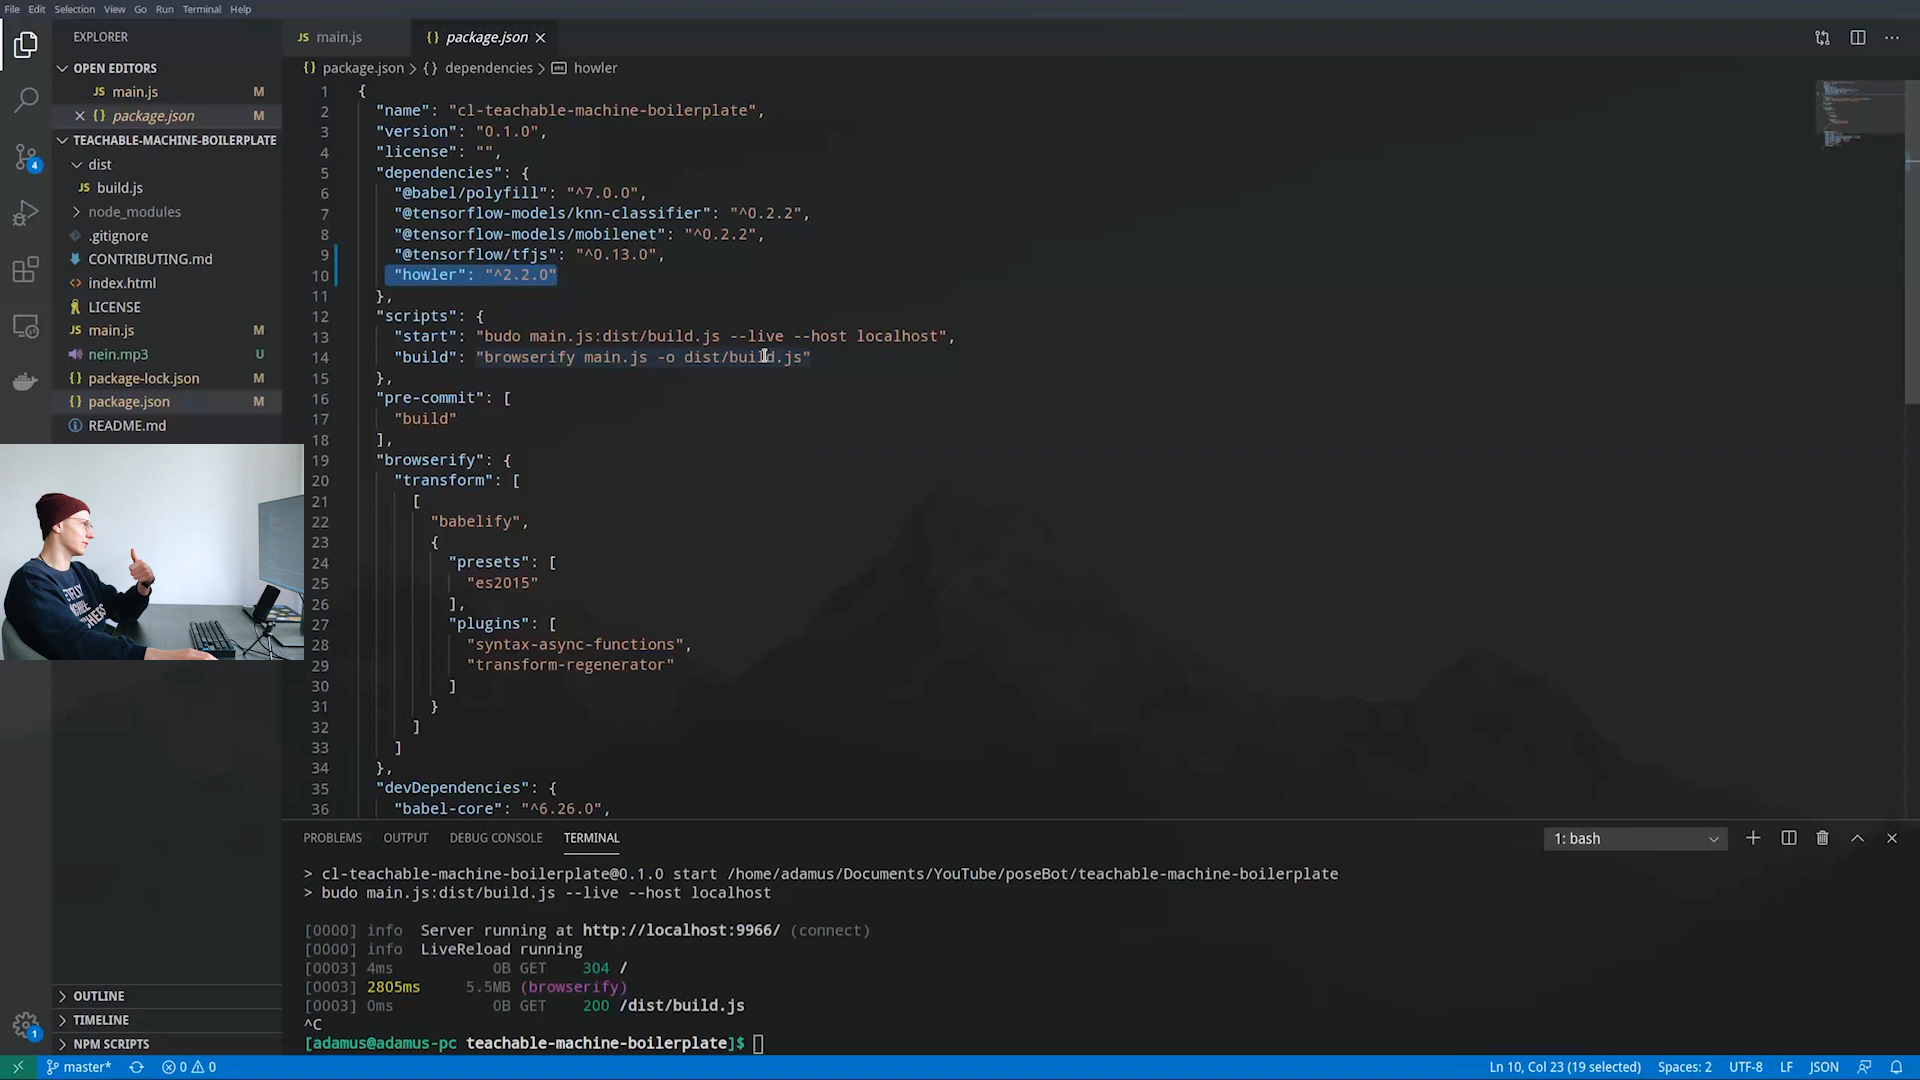 File Edit Selection View Go Run Terminal Help
EXPLORER
OPEN EDITORS
JS main.js M
{} package.json M
TEACHABLE-MACHINE-BOILERPLATE
dist
JS build.js
node_modules
.gitignore
CONTRIBUTING.md
<> index.html
LICENSE
JS main.js M
nein.mp3 U
{} package-lock.json M
{} package.json M
README.md
OUTLINE
TIMELINE
NPM SCRIPTS
4
1
JS main.js
{} package.json
{} package.json > {} dependencies > howler
1 {
2 "name": "cl-teachable-machine-boilerplate",
3 "version": "0.1.0",
4 "license": "",
5 "dependencies": {
6 "@babel/polyfill": "^7.0.0",
7 "@tensorflow-models/knn-classifier": "^0.2.2",
8 "@tensorflow-models/mobilenet": "^0.2.2",
9 "@tensorflow/tfjs": "^0.13.0",
10 "howler": "^2.2.0"
11 },
12 "scripts": {
13 "start": "budo main.js:dist/build.js --live --host localhost",
14 "build": "browserify main.js -o dist/build.js"
15 },
16 "pre-commit": [
17 "build"
18 ],
19 "browserify": {
20 "transform": [
21 [
22 "babelify",
23 {
24 "presets": [
25 "es2015"
26 ],
27 "plugins": [
28 "syntax-async-functions",
29 "transform-regenerator"
30 ]
31 }
32 ]
33 ]
34 },
35 "devDependencies": {
36 "babel-core": "^6.26.0",
PROBLEMS OUTPUT DEBUG CONSOLE TERMINAL
1: bash
> cl-teachable-machine-boilerplate@0.1.0 start /home/adamus/Documents/YouTube/poseBot/teachable-machine-boilerplate
> budo main.js:dist/build.js --live --host localhost
[0000] info Server running at http://localhost:9966/ (connect)
[0000] info LiveReload running
[0003] 4ms 0B GET 304 /
[0003] 2805ms 5.5MB (browserify)
[0003] 0ms 0B GET 200 /dist/build.js
^C
[adamus@adamus-pc teachable-machine-boilerplate]$
master* 0 0 Ln 10, Col 23 (19 selected) Spaces: 2 UTF-8 LF JSON